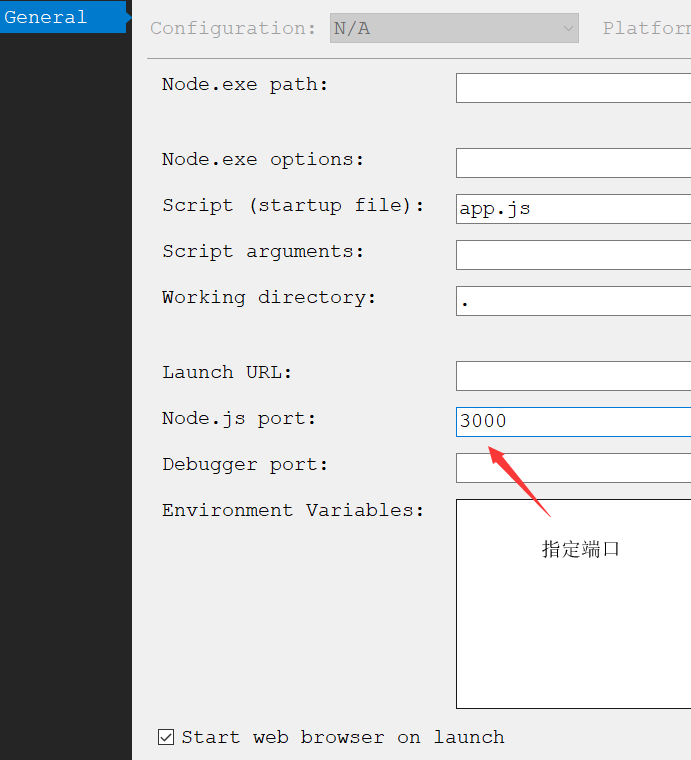 General
Configuration: N/A Platform
Node.exe path:
Node.exe options:
Script (startup file): app.js
Script arguments:
Working directory: .
Launch URL:
Node.js port: 3000
Debugger port:
Environment Variables:
指定端口
Start web browser on launch